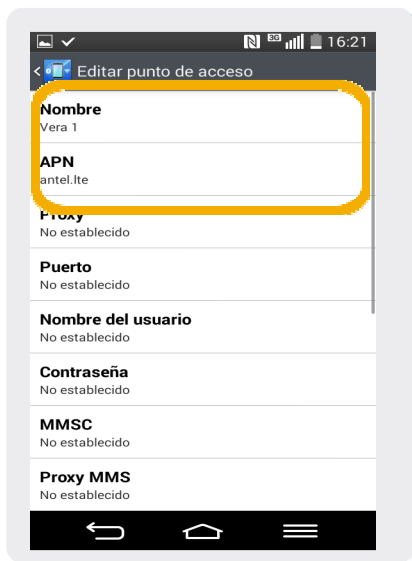 3G 16:21
Editar punto de acceso
Nombre
Vera 1
APN
antel.lte
Proxy
No establecido
Puerto
No establecido
Nombre del usuario
No establecido
Contraseña
No establecido
MMSC
No establecido
Proxy MMS
No establecido